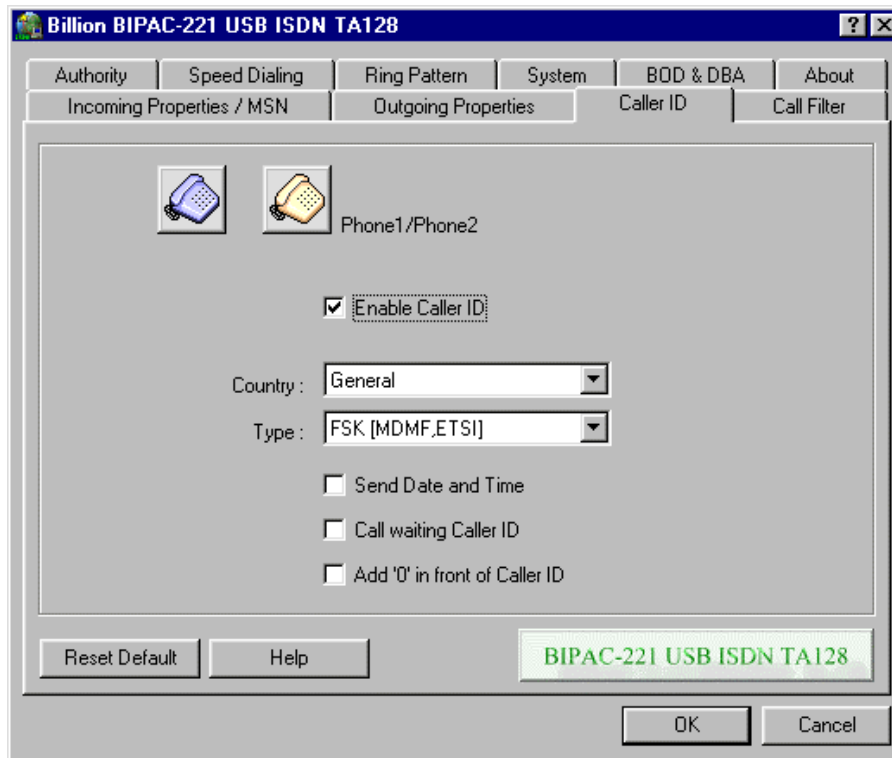 Billion BIPAC-221 USB ISDN TA128
Authority Speed Dialing Ring Pattern System BOD & DBA About
Incoming Properties / MSN Outgoing Properties Caller ID Call Filter
Phone1/Phone2
Enable Caller ID
Country : General
Type : FSK [MDMF,ETSI]
Send Date and Time
Call waiting Caller ID
Add '0' in front of Caller ID
Reset Default Help BIPAC-221 USB ISDN TA128
OK Cancel